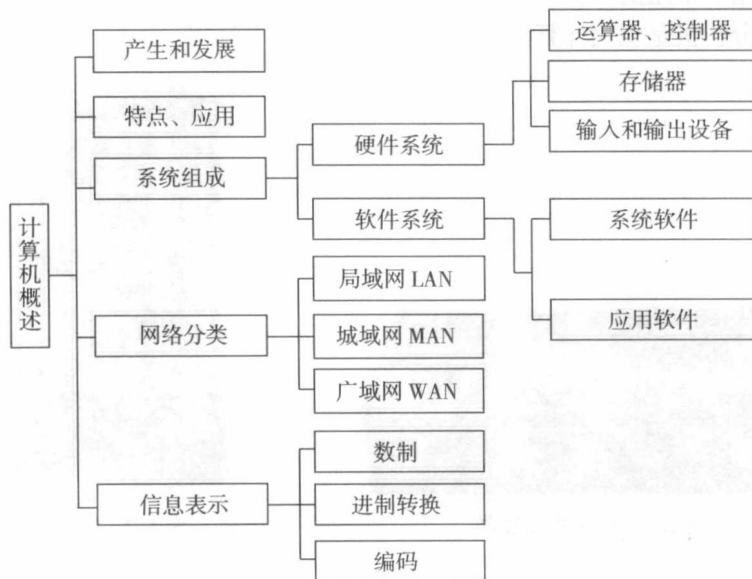 计算机概述
产生和发展
特点、应用
系统组成
硬件系统
运算器、控制器
存储器
输入和输出设备
软件系统
系统软件
应用软件
网络分类
局域网 LAN
城域网 MAN
广域网 WAN
信息表示
数制
进制转换
编码